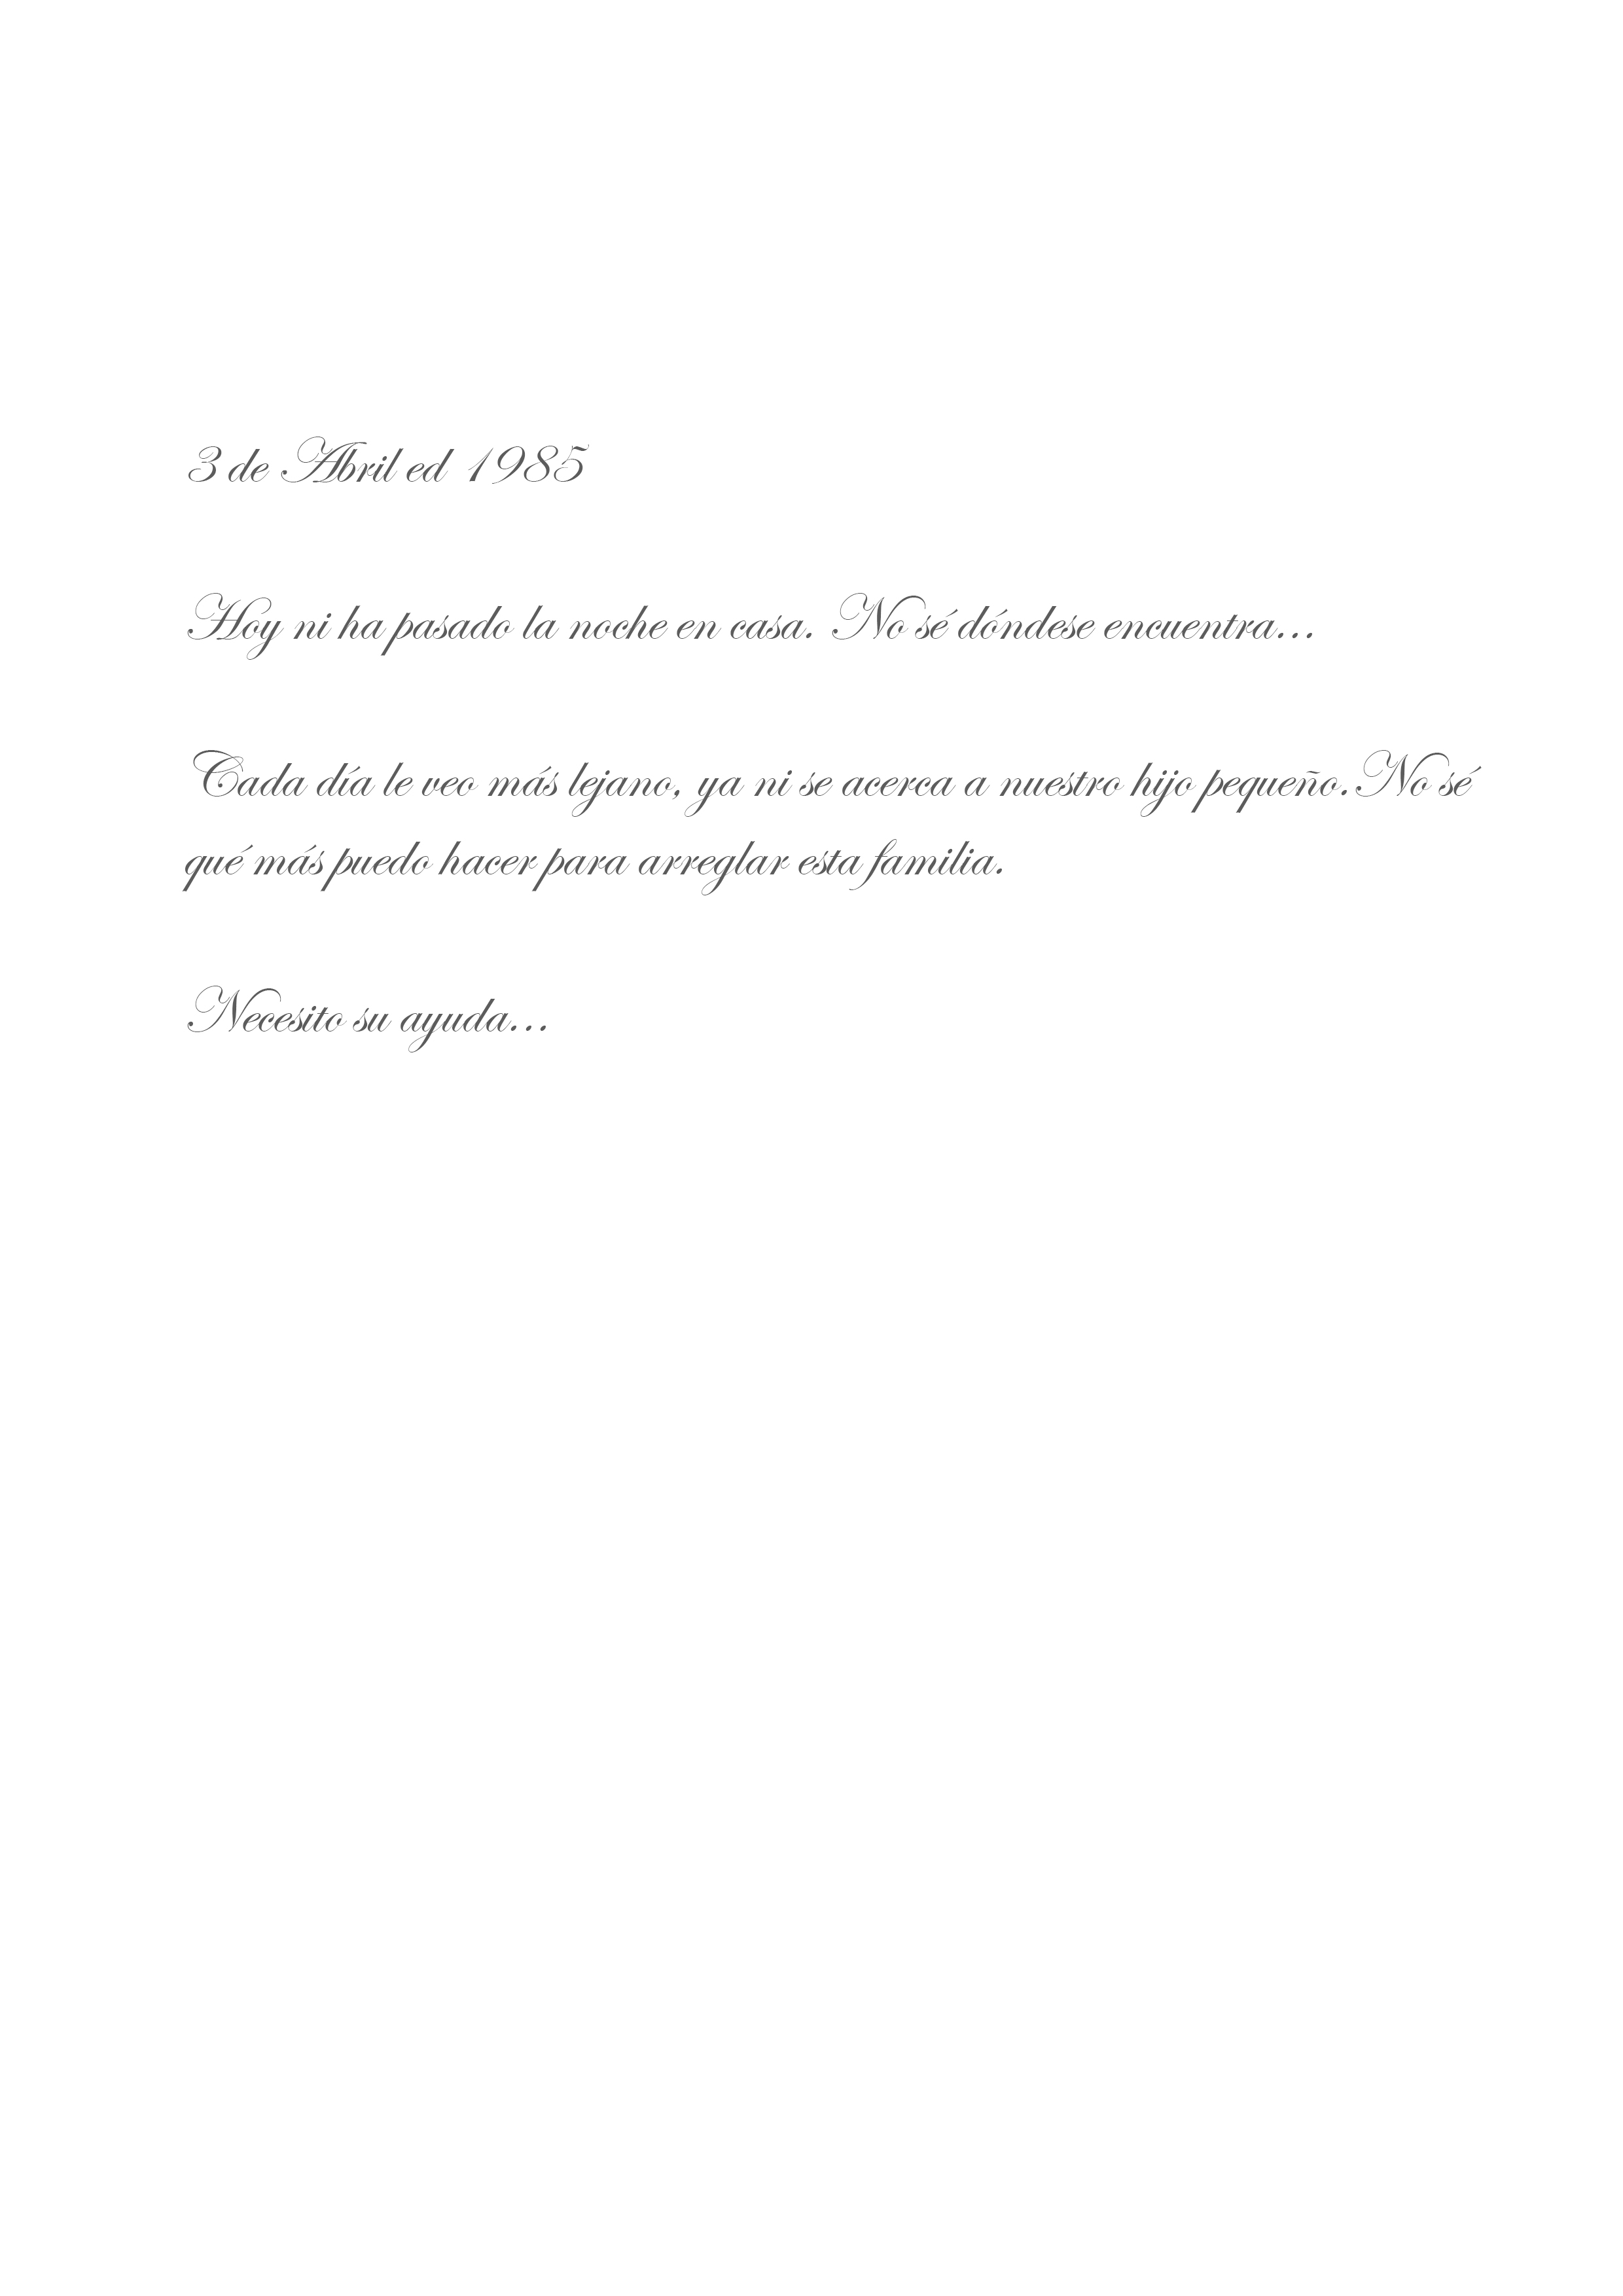 3 de Abril ed 1985
Hoy ni ha pasado la noche en casa. No sé dóndese encuentra...
Cada día le veo más lejano, ya ni se acerca a nuestro hijo pequeño. No sé
qué más puedo hacer para arreglar esta familia.
Necesito su ayuda...